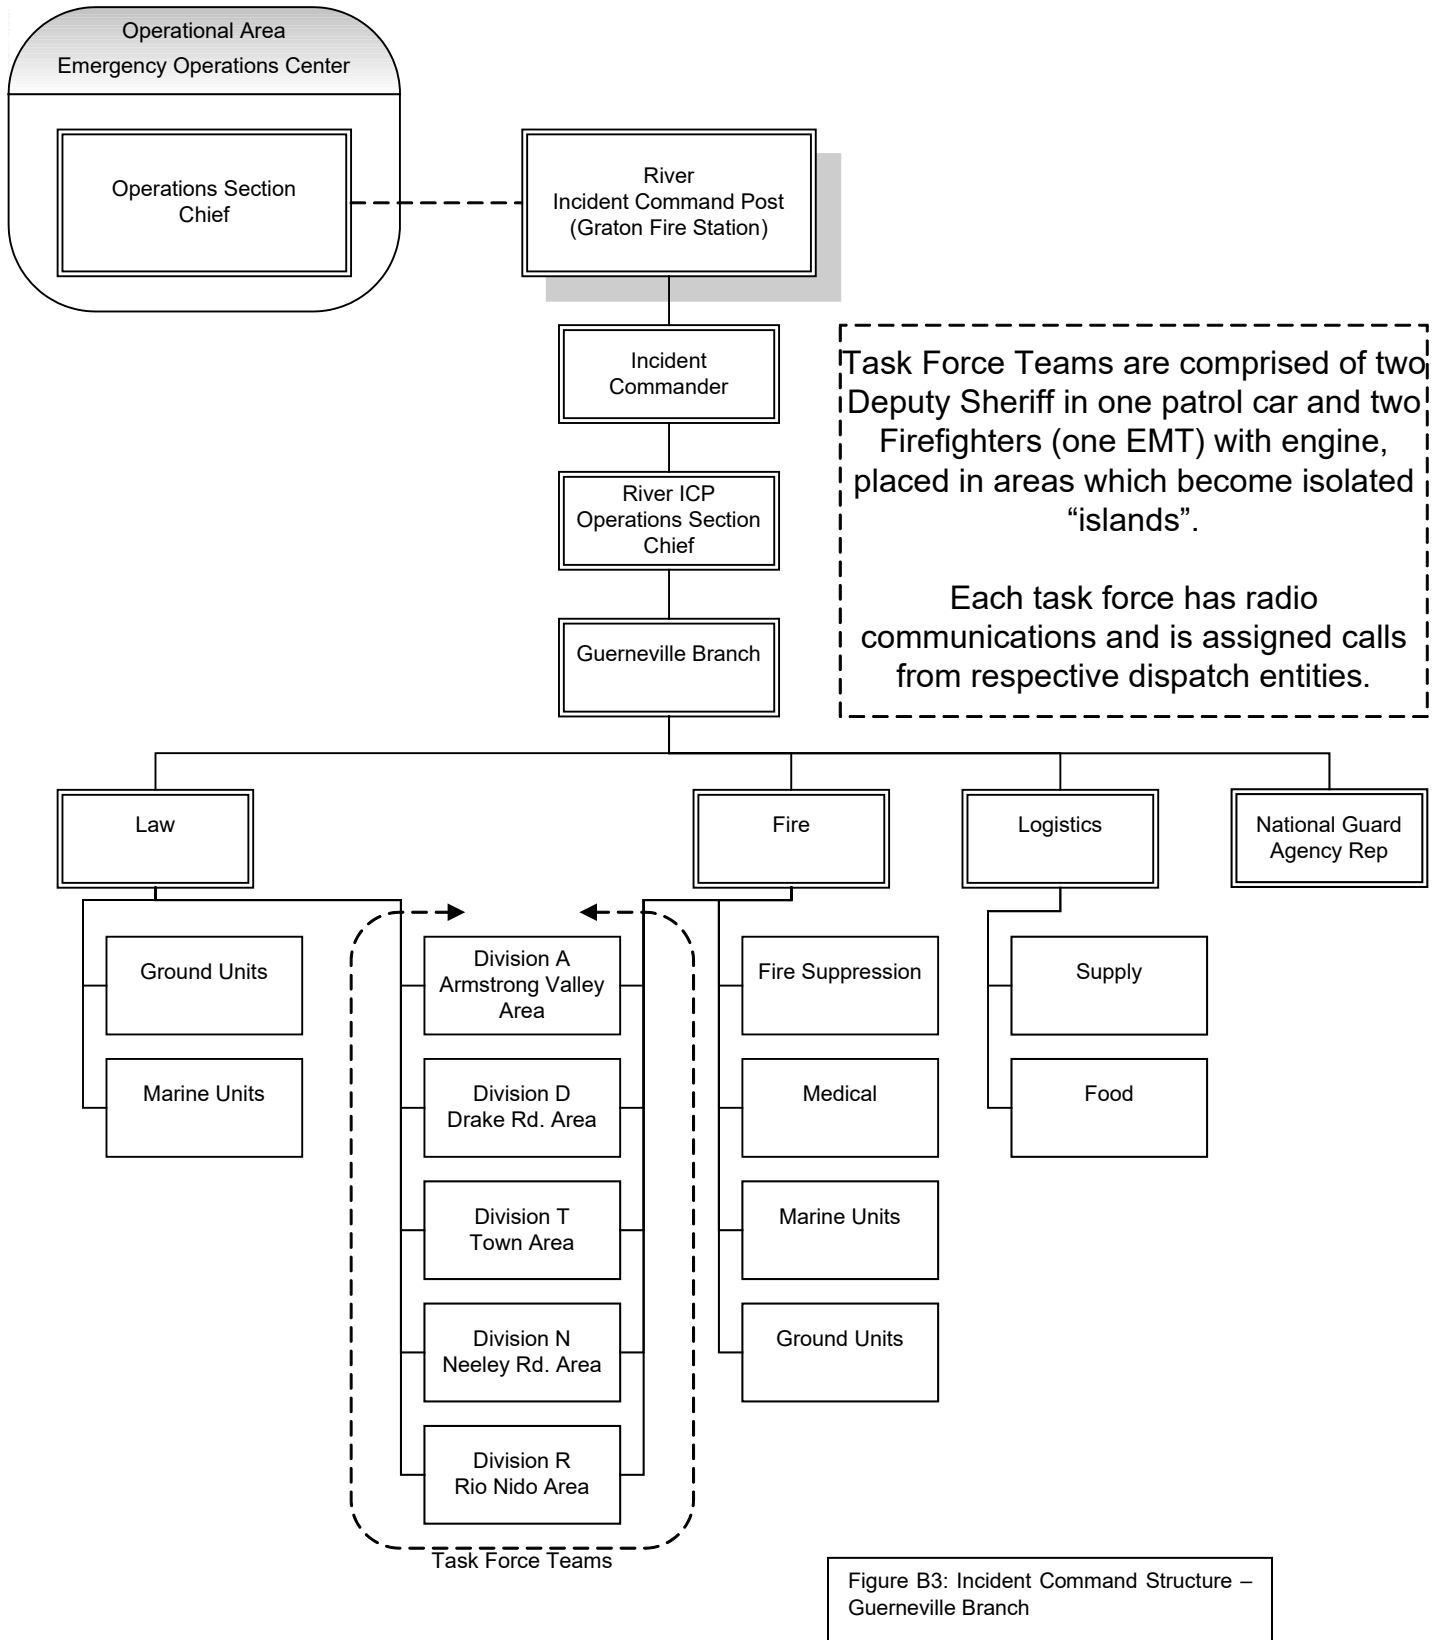 Operational Area
Emergency Operations Center
Operations Section
Chief
River
Incident Command Post
(Graton Fire Station)
Incident
Commander
River ICP
Operations Section
Chief
Guerneville Branch
Task Force Teams are comprised of two
Deputy Sheriff in one patrol car and two
Firefighters (one EMT) with engine,
placed in areas which become isolated
“islands”.
Each task force has radio
communications and is assigned calls
from respective dispatch entities.
Law
Fire
Logistics
National Guard
Agency Rep
Ground Units
Marine Units
Division A
Armstrong Valley
Area
Division D
Drake Rd. Area
Division T
Town Area
Division N
Neeley Rd. Area
Division R
Rio Nido Area
Task Force Teams
Fire Suppression
Medical
Marine Units
Ground Units
Supply
Food
Figure B3: Incident Command Structure –
Guerneville Branch